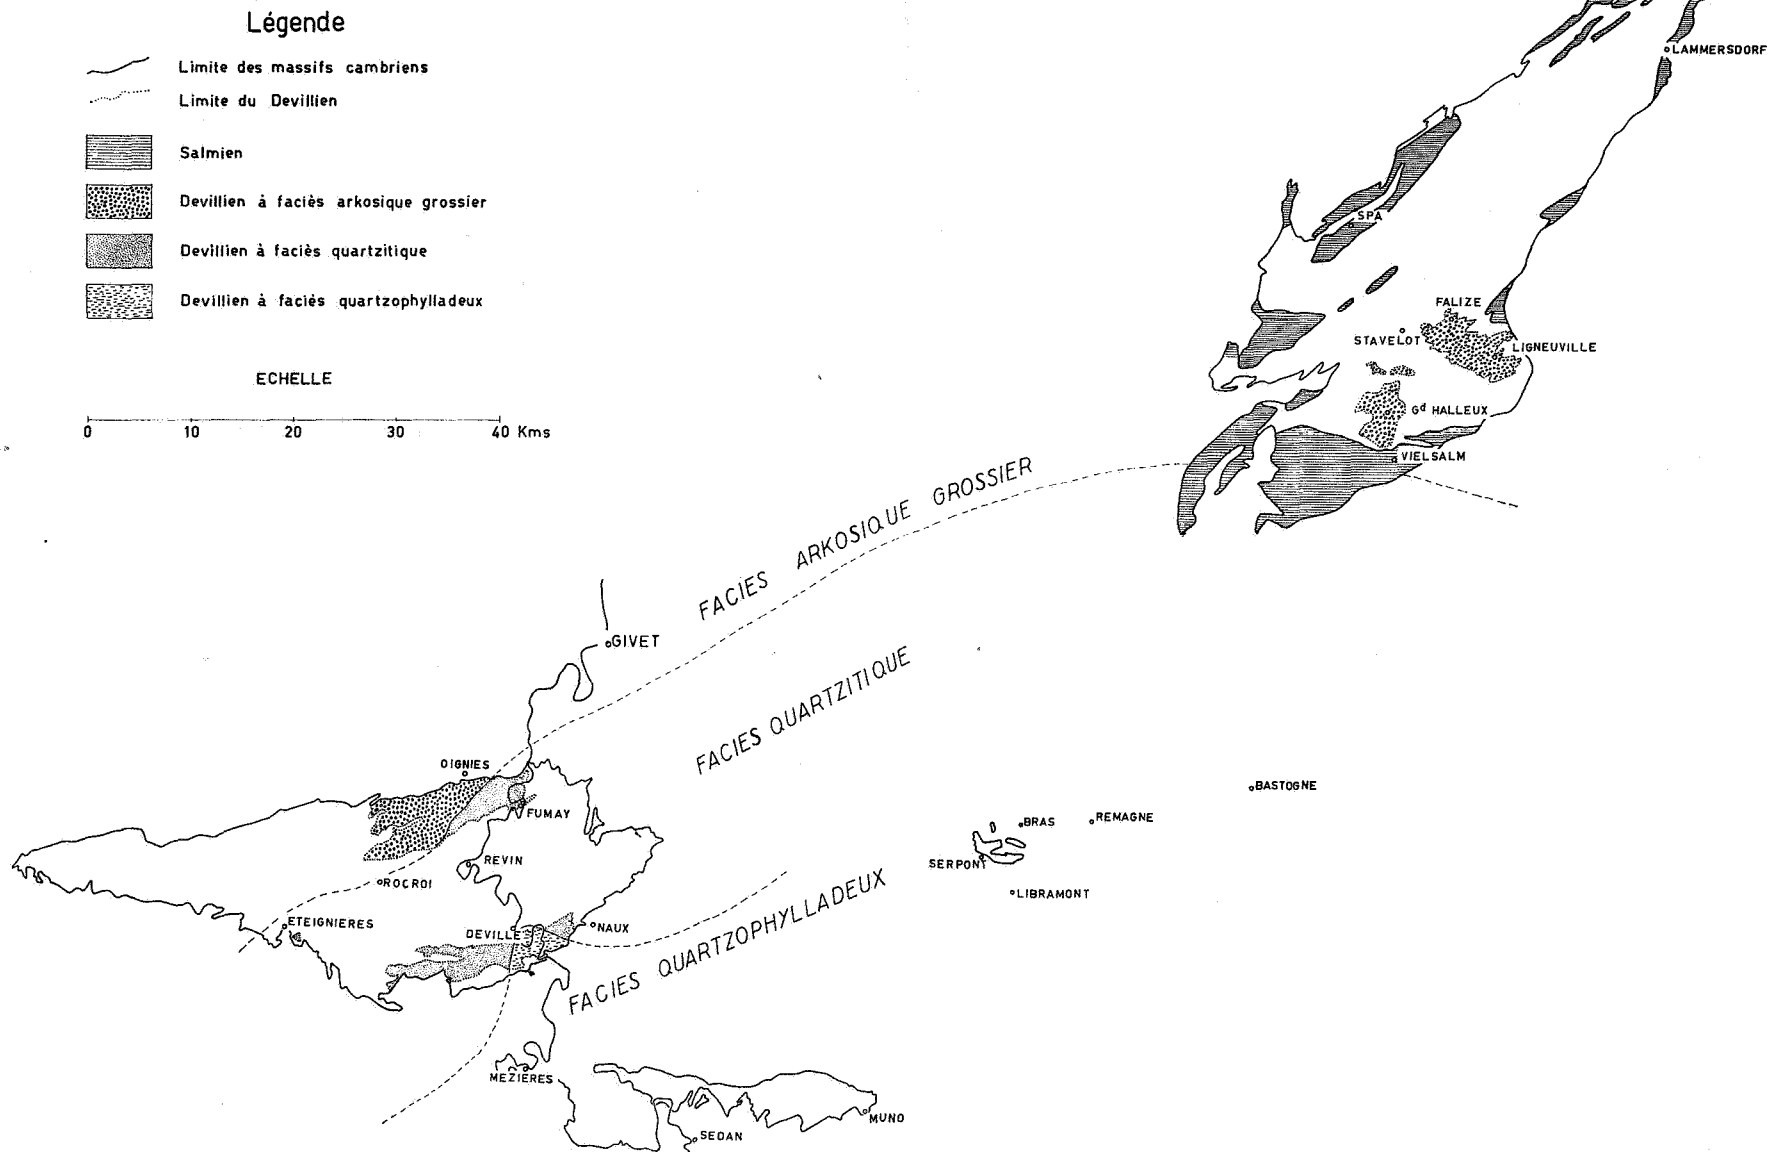 Légende
Limite des massifs cambriens
Limite du Devillien
Salmien
Devillien à faciès arkosique grossier
Devillien à faciès quartzitique
Devillien à faciés quartzophylladeux
ECHELLE
0 10 20 30 40 Kms
LAMMERSDORF
SPA
FALIZE
STAVELOT
LIGNEUVILLE
Gd HALLEUX
VIELSALM
FACIES ARKOSIQUE GROSSIER
GIVET
FACIES QUARTZITIQUE
OIGNIES
FUMAY
REVIN
ROCROI
ETEIGNIERES
DEVILLE
NAUX
BASTOGNE
BRAS
REMAGNE
SERPONT
LIBRAMONT
FACIES QUARTZOPHYLLADEUX
MEZIERES
MUNO
SEDAN